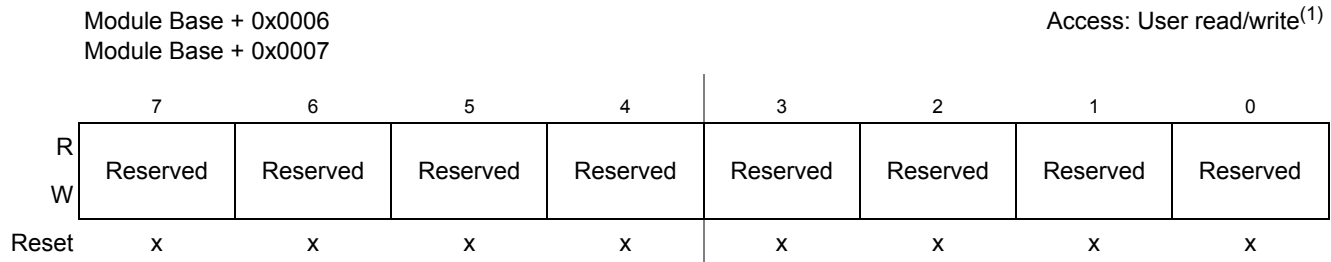 Module Base + 0x0006 Access: User read/write(1)
Module Base + 0x0007
7 6 5 4 3 2 1 0
R
Reserved Reserved Reserved Reserved Reserved Reserved Reserved Reserved
W
Reset x x x x x x x x